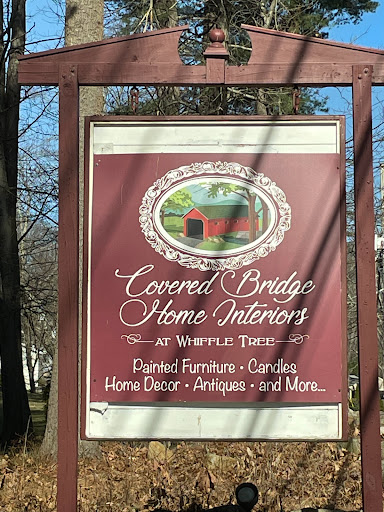 Covered Bridge
Home Interiors
AT WHIFFLE TREE
Painted Furniture • Candles
Home Decor • Antiques • and More...